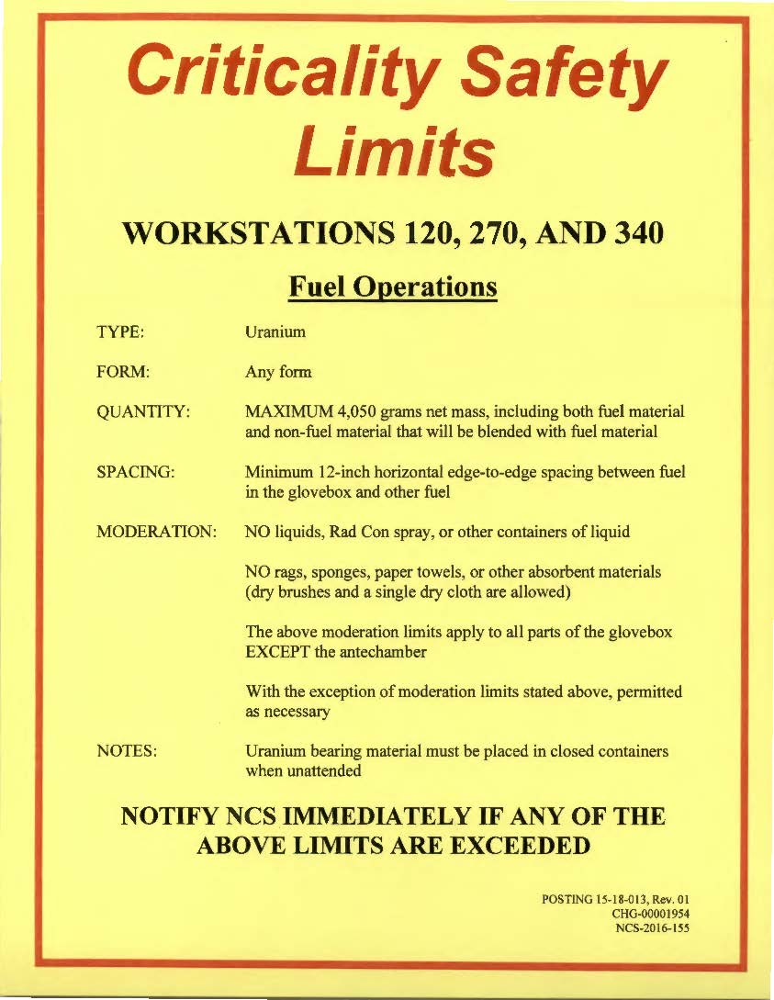 Criticality Safety
Limits
WORKSTATIONS 120, 270, AND 340
Fuel Operations
TYPE: Uranium
FORM: Any form
QUANTITY: MAXIMUM 4,050 grams net mass, including both fuel material
and non-fuel material that will be blended with fuel material
SPACING: Minimum 12-inch horizontal edge-to-edge spacing between fuel
in the glovebox and other fuel
MODERATION: NO liquids, Rad Con spray, or other containers of liquid
NO rags, sponges, paper towels, or other absorbent materials
(dry brushes and a single dry cloth are allowed)
The above moderation limits apply to all parts of the glovebox
EXCEPT the antechamber
With the exception of moderation limits stated above, permitted
as necessary
NOTES: Uranium bearing material must be placed in closed containers
when unattended
NOTIFY NCS IMMEDIATELY IF ANY OF THE
ABOVE LIMITS ARE EXCEEDED
POSTING 15-18-013, Rev. 01
CHG-00001954
NCS-2016-155